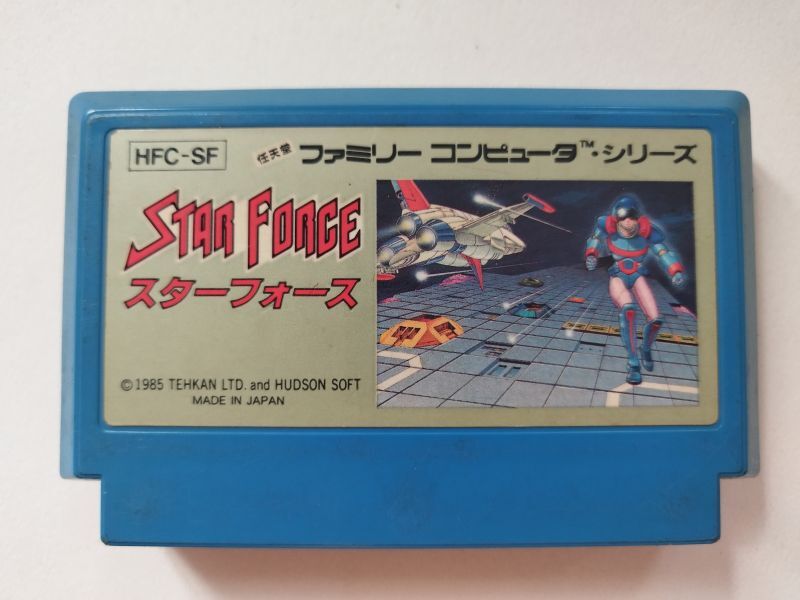 HFC-SF
任天堂 ファミリー コンピュータ™・シリーズ
STAR FORCE
スターフォース
©1985 TEHKAN LTD. and HUDSON SOFT
MADE IN JAPAN